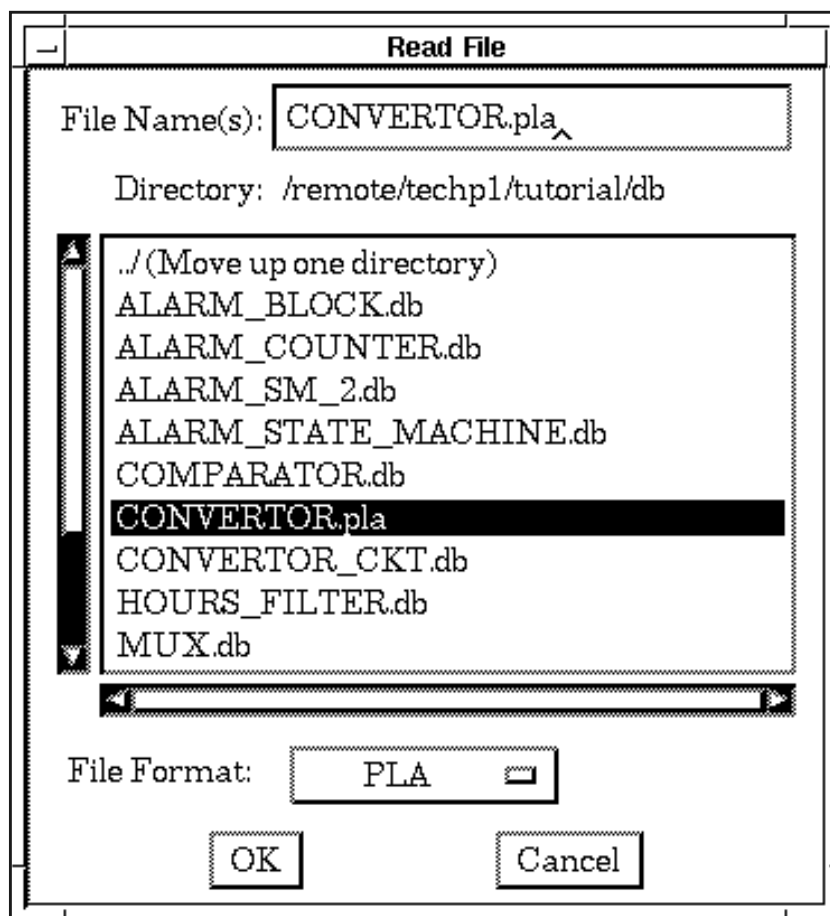 Read File
File Name(s): CONVERTOR.pla
Directory: /remote/techp1/tutorial/db
../ (Move up one directory)
ALARM_BLOCK.db
ALARM_COUNTER.db
ALARM_SM_2.db
ALARM_STATE_MACHINE.db
COMPARATOR.db
CONVERTOR.pla
CONVERTOR_CKT.db
HOURS_FILTER.db
MUX.db
File Format: PLA
OK Cancel